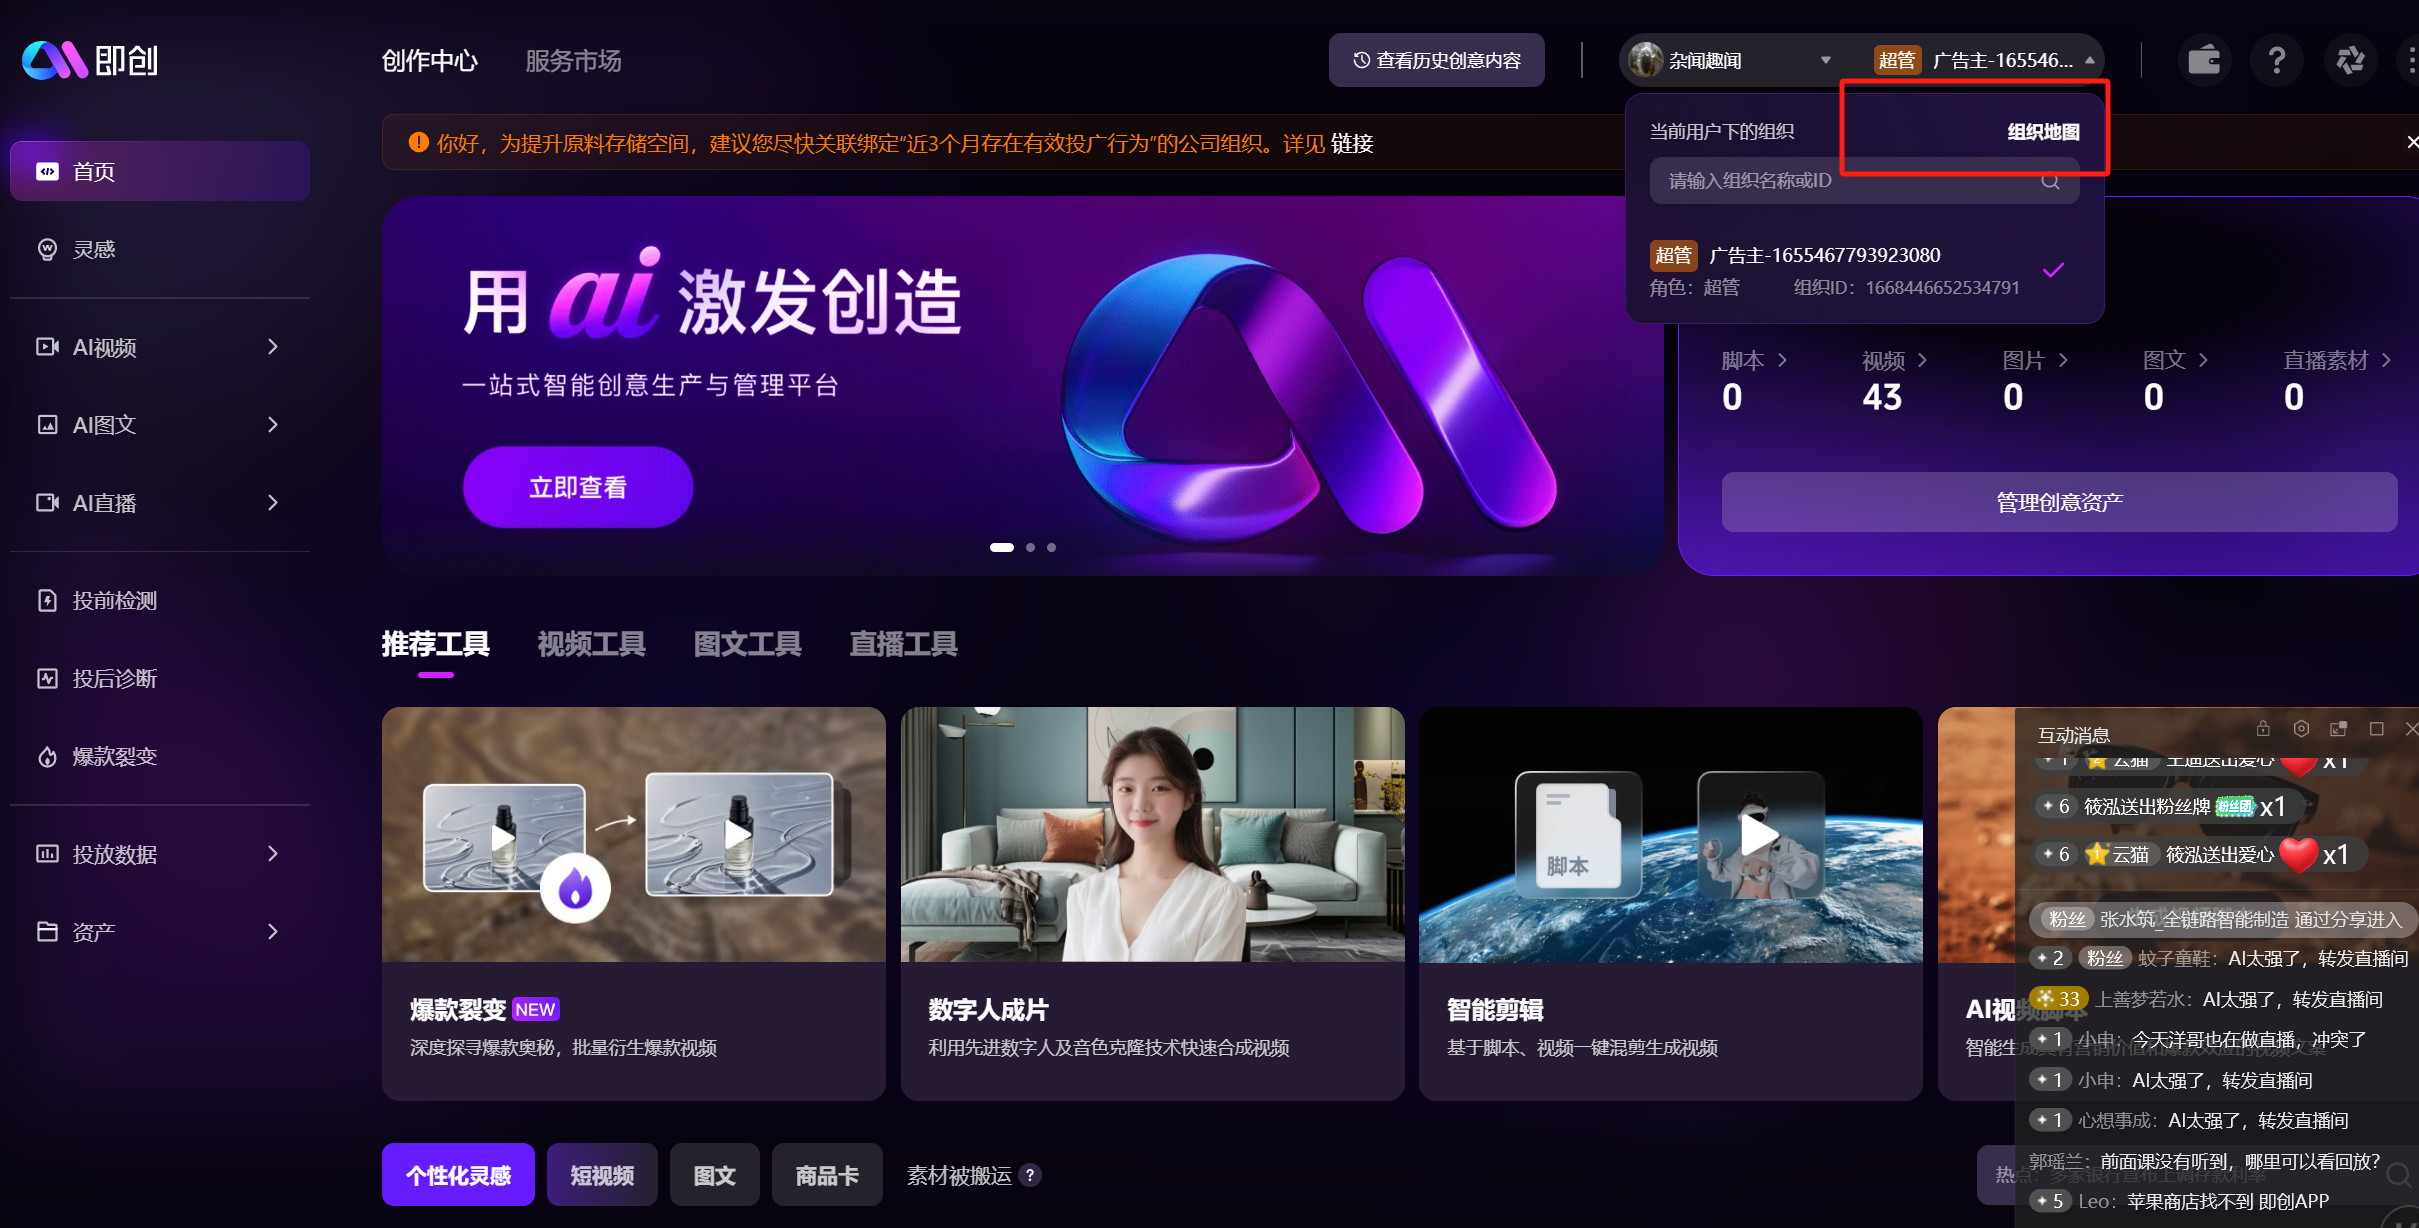 即创
创作中心
服务市场
查看历史创意内容
杂闻趣闻
超管 广告主-165546...
你好，为提升原料存储空间，建议您尽快关联绑定“近3个月存在有效投广行为”的公司组织。详见 链接
当前用户下的组织
组织地图
请输入组织名称或ID
超管 广告主-1655467793923080
角色：超管 组织ID：1668446652534791
首页
灵感
AI视频
AI图文
AI直播
投前检测
投后诊断
爆款裂变
投放数据
资产
用ai激发创造
一站式智能创意生产与管理平台
立即查看
脚本 视频 图片 图文 直播素材
0 43 0 0 0
管理创意资产
推荐工具 视频工具 图文工具 直播工具
脚本
爆款裂变 NEW
深度探寻爆款奥秘，批量衍生爆款视频
数字人成片
利用先进数字人及音色克隆技术快速合成视频
智能剪辑
基于脚本、视频一键混剪生成视频
AI视频脚本
智能生
个性化灵感 短视频 图文 商品卡 素材被搬运 ?
热点：多家银行宣布上调存款利率
互动消息
1 云猫 送出爱心 x1
6 筱泓送出粉丝牌 粉丝团 x1
6 云猫 筱泓送出爱心 x1
粉丝 张水筑_全链路智能制造 通过分享进入
2 粉丝 蚊子童鞋：AI太强了，转发直播间
33 上善梦若水：AI太强了，转发直播间
1 小申：今天洋哥也在做直播，冲突了
1 小申：AI太强了，转发直播间
1 心想事成：AI太强了，转发直播间
郭瑶兰：前面课没有听到，哪里可以看回放？
5 Leo：苹果商店找不到 即创APP